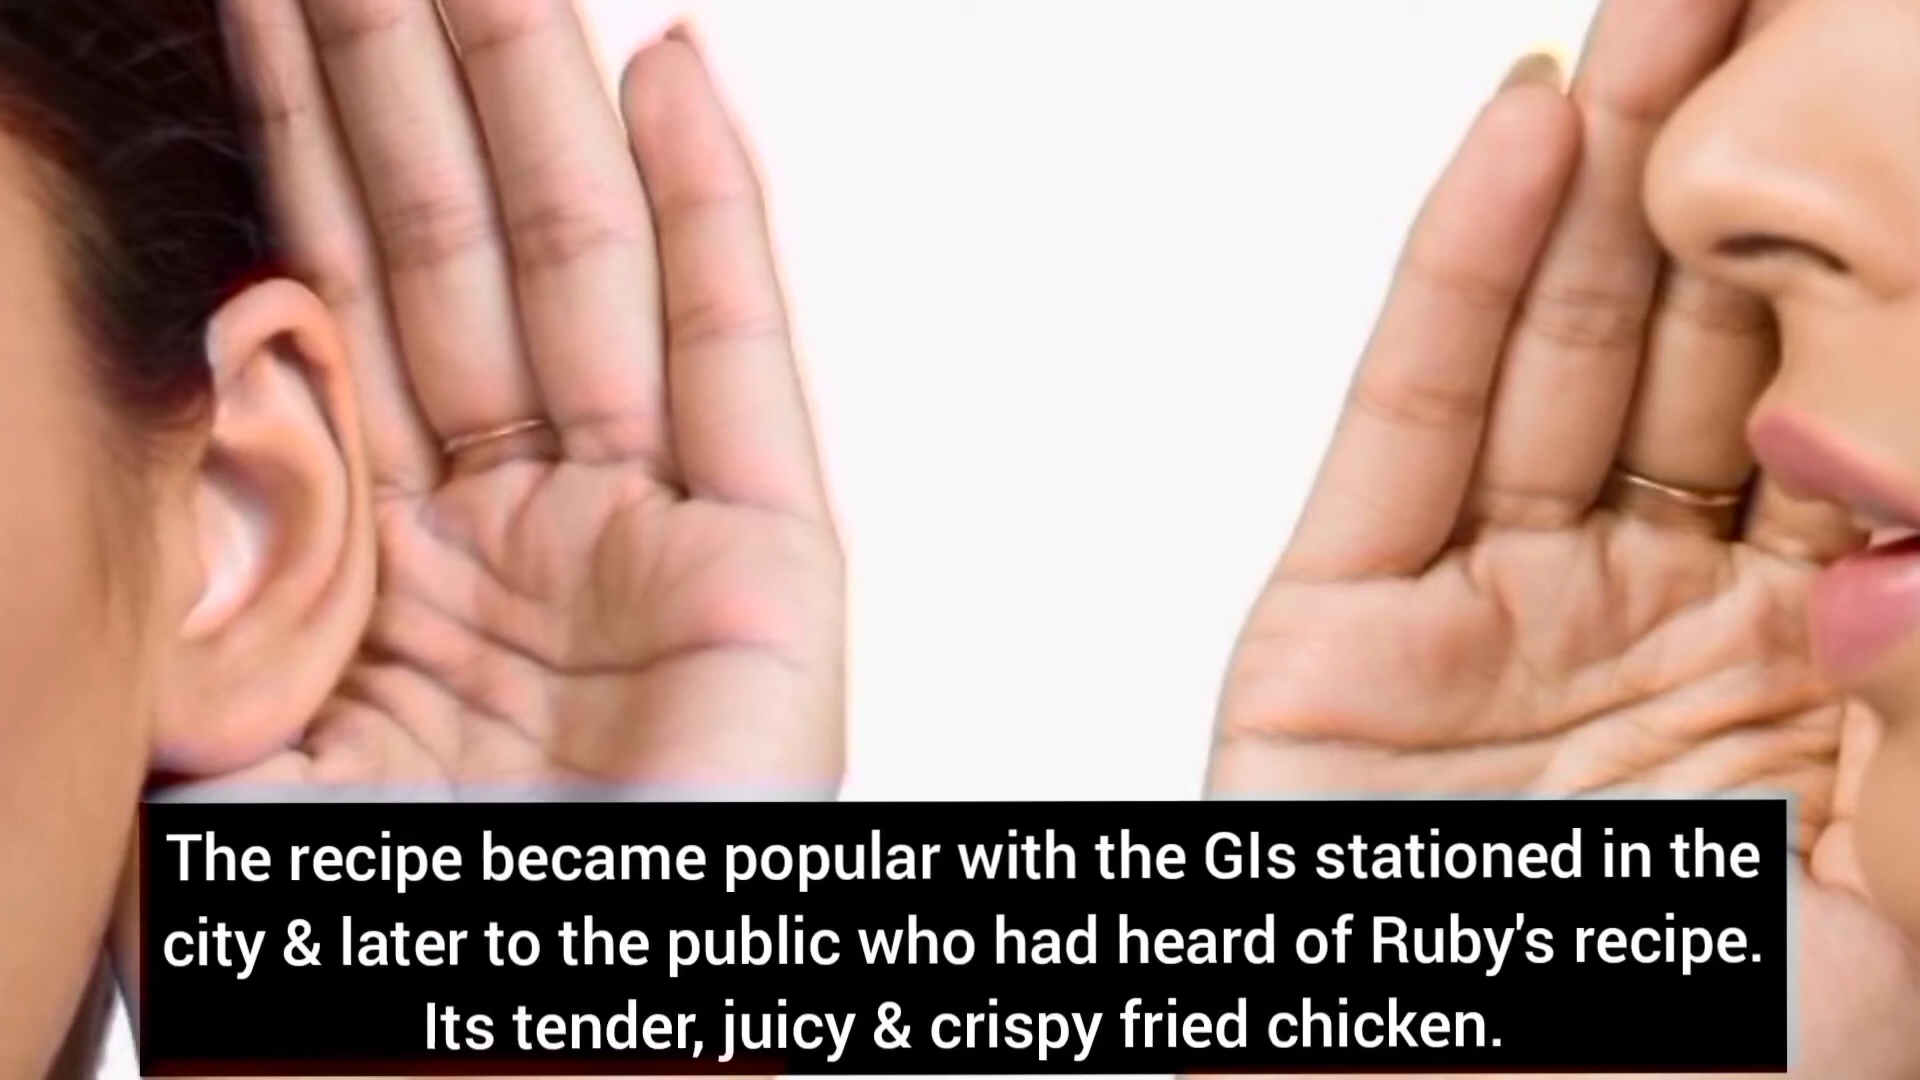 The recipe became popular with the GIs stationed in the
city & later to the public who had heard of Ruby's recipe.
Its tender, juicy & crispy fried chicken.